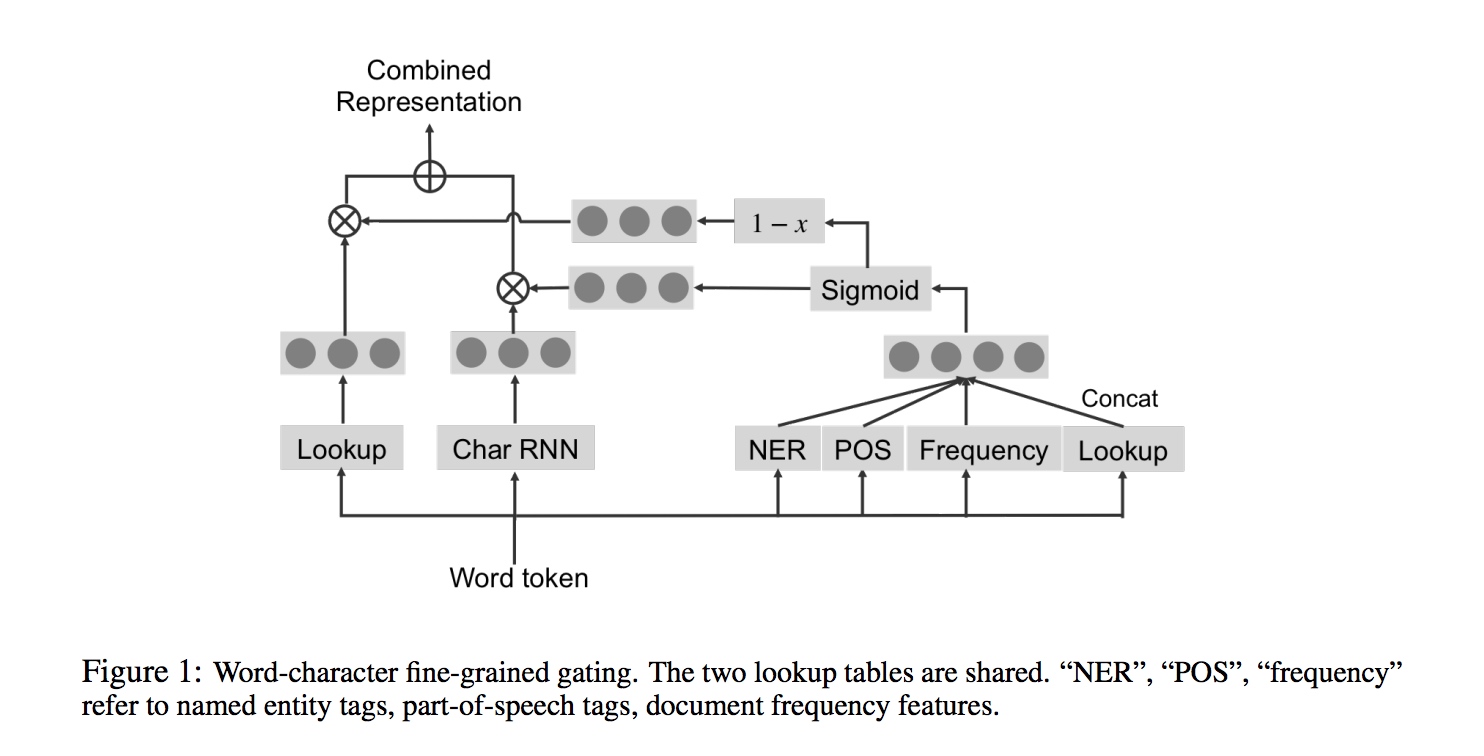 Combined
Representation
1 − x
Sigmoid
Concat
Lookup
Char RNN
NER
POS
Frequency
Lookup
Word token
Figure 1: Word-character fine-grained gating. The two lookup tables are shared. “NER”, “POS”, “frequency”
refer to named entity tags, part-of-speech tags, document frequency features.